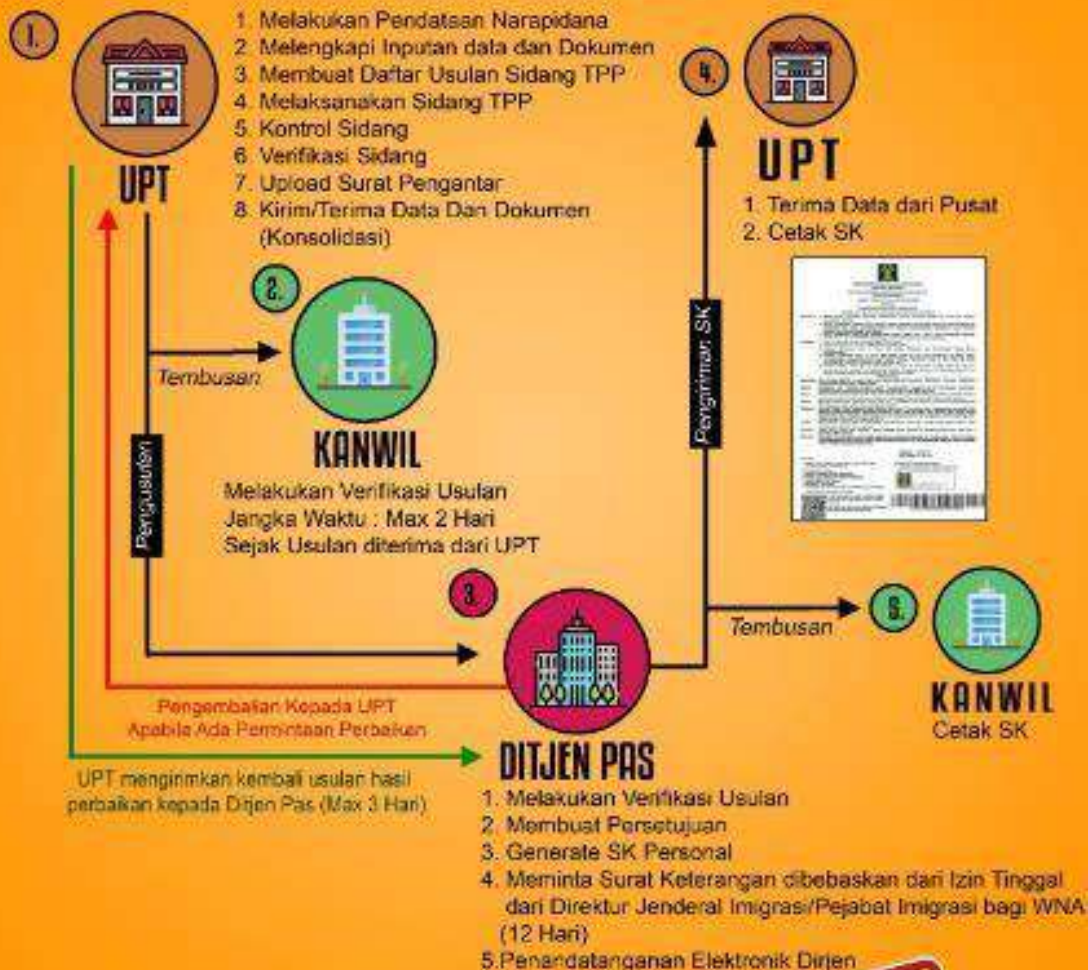 1.
UPT
1. Melakukan Pendataan Narapidana
2 Melengkapi Inputan data dan Dokumen
3. Membuat Daftar Usulan Sidang TPP
4. Melaksanakan Sidang TPP
5. Kontrol Sidang
6. Verifikasi Sidang
7. Upload Surat Pengantar
8. Kirim/Terima Data Dan Dokumen
(Konsolidasi)
2.
Tembusan
KANWIL
Melakukan Verifikasi Usulan
Jangka Waktu : Max 2 Hari
Sejak Usulan diterima dari UPT
Pengusulan
3.
DITJEN PAS
1. Melakukan Verifikasi Usulan
2. Membuat Persetujuan
3. Generate SK Personal
4. Meminta Surat Keterangan dibebaskan dari Izin Tinggal
dari Direktur Jenderal Imigrasi/Pejabat Imigrasi bagi WNA
(12 Hari)
5.Penandatanganan Elektronik Dirjen
Pengembalian Kepada UPT
Apabila Ada Permintaan Perbaikan
UPT mengirimkan kembali usulan hasil
perbaikan kepada Ditjen Pas (Max 3 Hari)
Pengiriman SK
4.
UPT
1. Terima Data dari Pusat
2. Cetak SK
Tembusan
KANWIL
Cetak SK